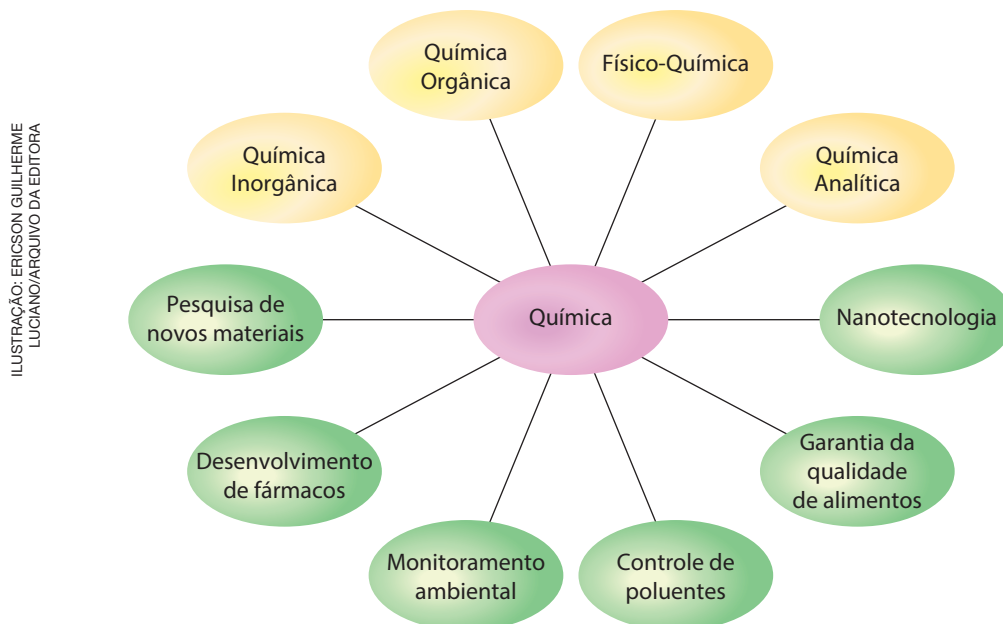 ILUSTRAÇÃO: ERICSON GUILHERME
LUCIANO/ARQUIVO DA EDITORA
Química
Orgânica
Físico-Química
Química
Inorgânica
Química
Analítica
Pesquisa de
novos materiais
Química
Nanotecnologia
Desenvolvimento
de fármacos
Garantia da
qualidade
de alimentos
Monitoramento
ambiental
Controle de
poluentes